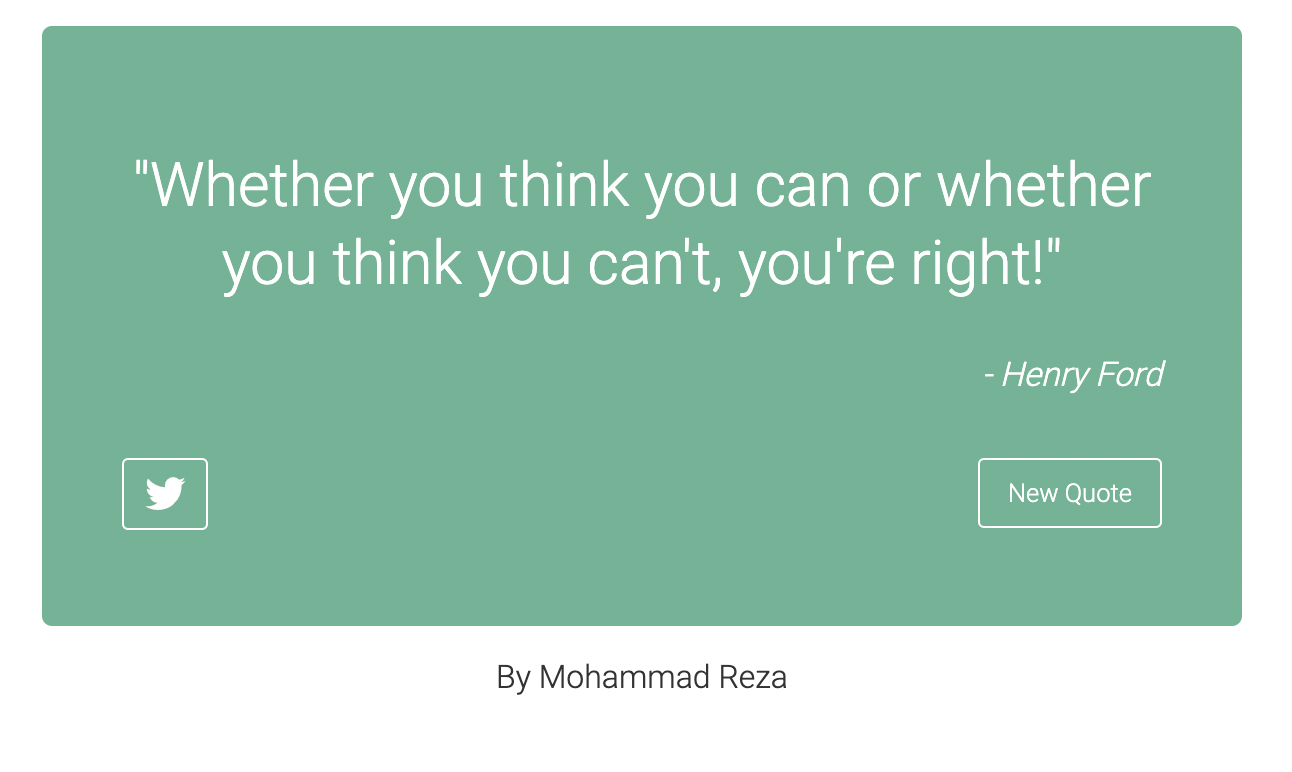 "Whether you think you can or whether
you think you can't, you're right!"
- Henry Ford
New Quote
By Mohammad Reza